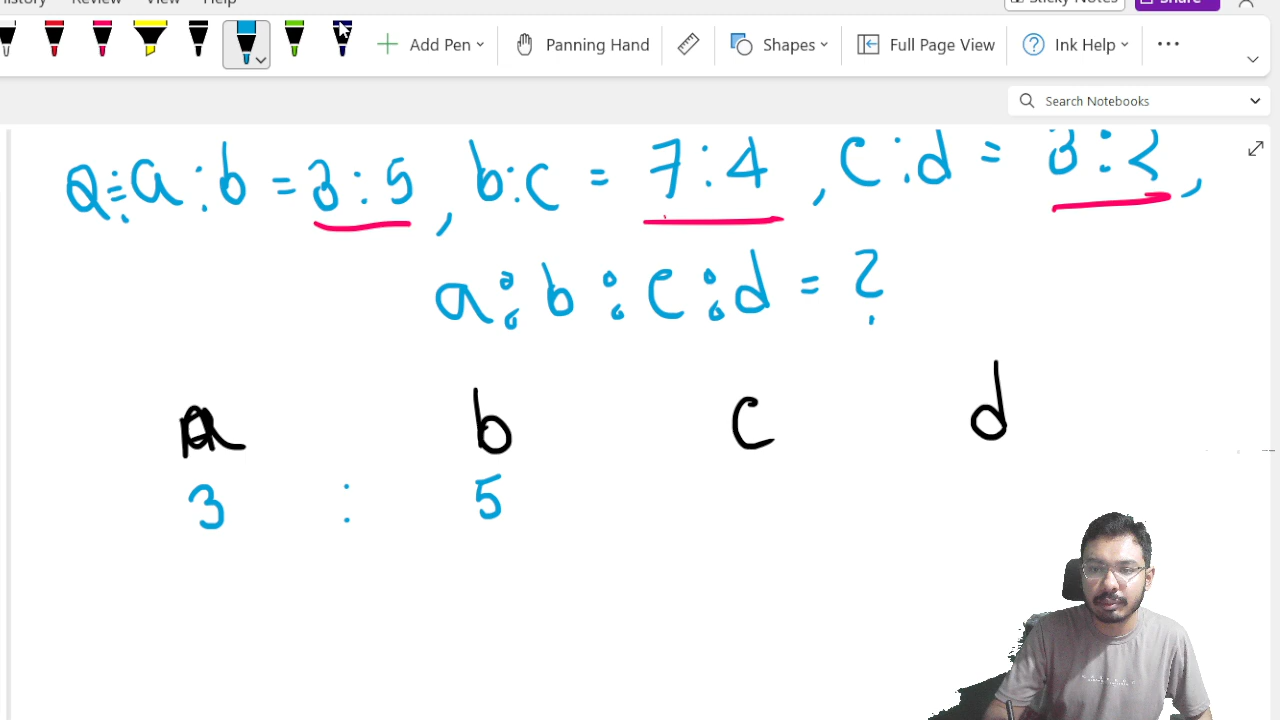 History Review View Help
Sticky Notes Share
Add Pen Panning Hand Shapes Full Page View Ink Help
Search Notebooks
Q:- a : b = 3 : 5 , b : c = 7 : 4 , c : d = 3 : 2 ,
a : b : c : d = ?
a b c d
3 : 5